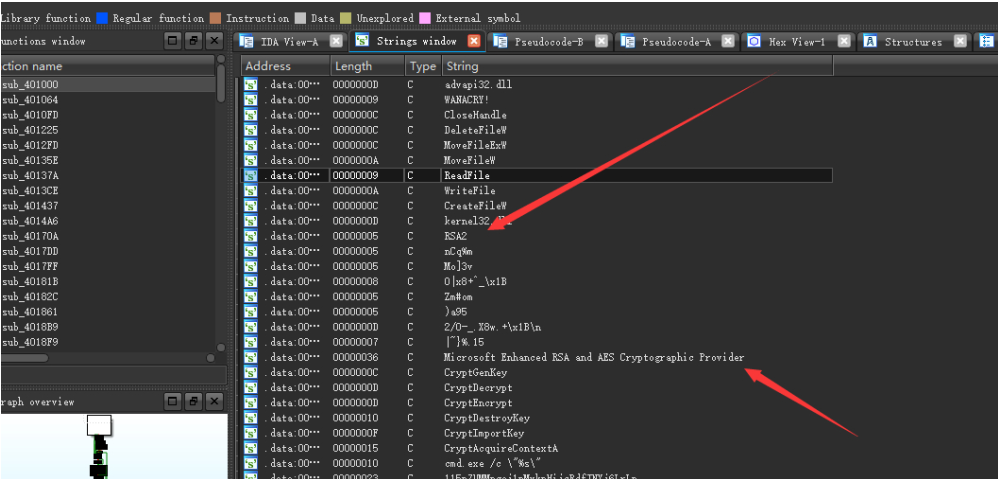 Library function Regular function Instruction Data Unexplored External symbol
unctions window
IDA View-A Strings window Pseudocode-B Pseudocode-A Hex View-1 Structures
ction name
Address Length Type String
sub_401000
.data:00… 0000000D C advapi32.dll
sub_401064
.data:00… 00000009 C WANACRY!
sub_4010FD
.data:00… 0000000C C CloseHandle
sub_401225
.data:00… 0000000C C DeleteFileW
sub_4012FD
.data:00… 0000000C C MoveFileExW
sub_40135E
.data:00… 0000000A C MoveFileW
sub_40137A
.data:00… 00000009 C ReadFile
sub_4013CE
.data:00… 0000000A C WriteFile
sub_401437
.data:00… 0000000C C CreateFileW
sub_4014A6
.data:00… 0000000D C kernel32.dll
sub_40170A
.data:00… 00000005 C RSA2
sub_4017DD
.data:00… 00000005 C nCq%m
sub_4017FF
.data:00… 00000005 C Mo]3v
sub_40181B
.data:00… 00000008 C O|x8+^_\x1B
sub_40182C
.data:00… 00000005 C Zm#om
sub_401861
.data:00… 00000005 C )a95
sub_4018B9
.data:00… 0000000D C 2/O-_.X8w.+\x1B\n
sub_4018F9
.data:00… 00000007 C |~}%.15
.data:00… 00000036 C Microsoft Enhanced RSA and AES Cryptographic Provider
.data:00… 0000000C C CryptGenKey
.data:00… 0000000D C CryptDecrypt
raph overview
.data:00… 0000000D C CryptEncrypt
.data:00… 00000010 C CryptDestroyKey
.data:00… 0000000F C CryptImportKey
.data:00… 00000015 C CryptAcquireContextA
.data:00… 00000010 C cmd.exe /c \"%s\"
.data:00… 00000023 C